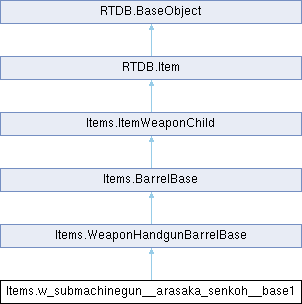 RTDB.BaseObject
RTDB.Item
Items.ItemWeaponChild
Items.BarrelBase
Items.WeaponHandgunBarrelBase
Items.w_submachinegun__arasaka_senkoh__base1